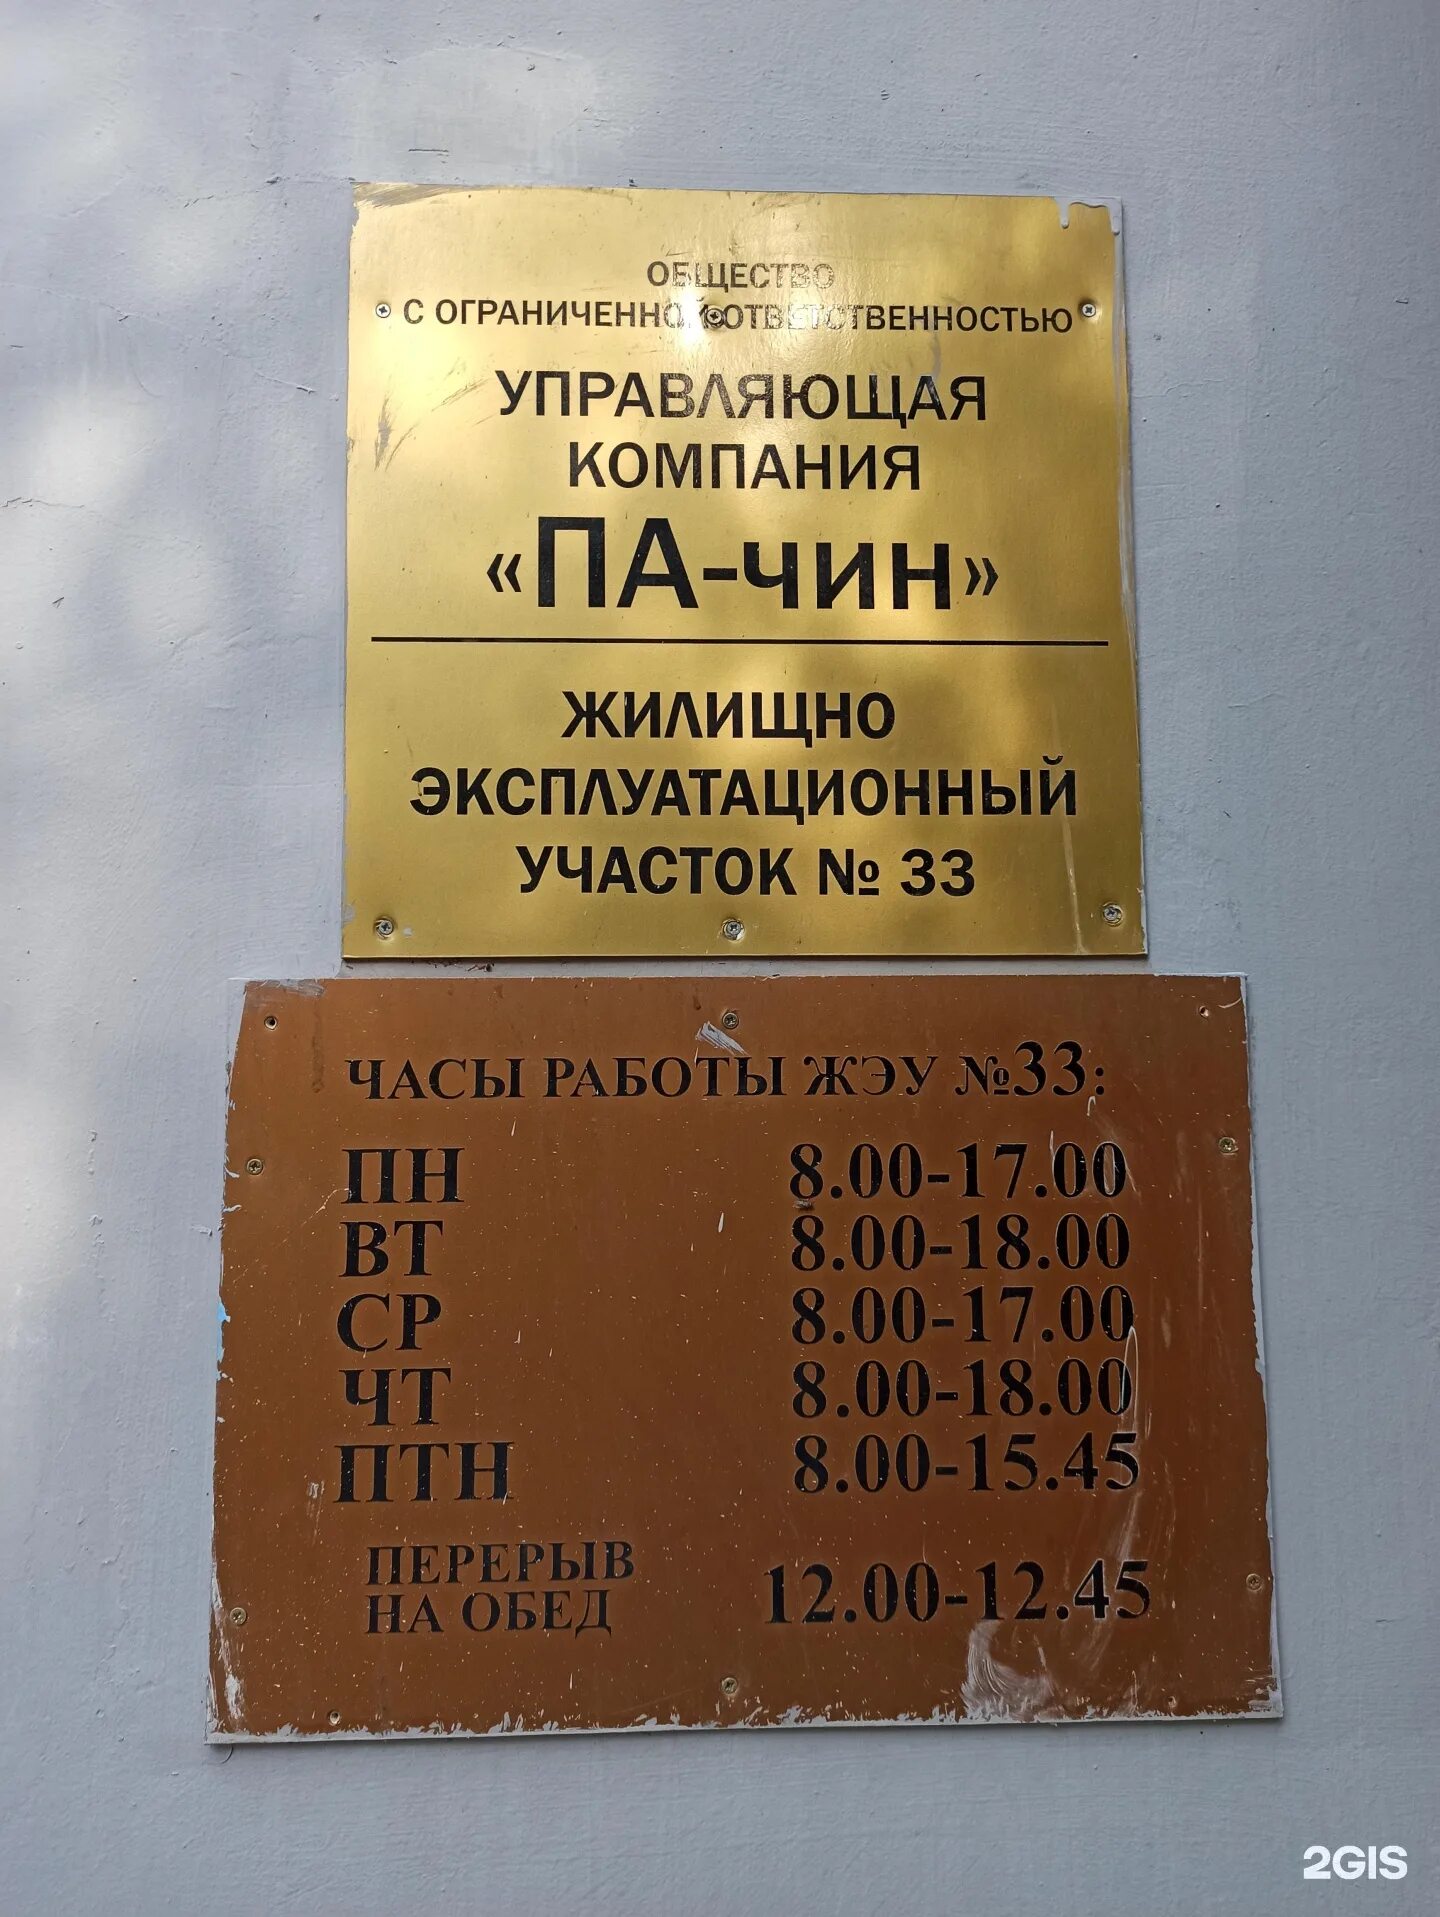 ОБЩЕСТВО
С ОГРАНИЧЕННОЙ ОТВЕТСТВЕННОСТЬЮ
УПРАВЛЯЮЩАЯ
КОМПАНИЯ
«ПА-ЧИН»
ЖИЛИЩНО
ЭКСПЛУАТАЦИОННЫЙ
УЧАСТОК № 33
ЧАСЫ РАБОТЫ ЖЭУ №33:
ПН 8.00-17.00
ВТ 8.00-18.00
СР 8.00-17.00
ЧТ 8.00-18.00
ПТН 8.00-15.45
ПЕРЕРЫВ
НА ОБЕД 12.00-12.45
2GIS